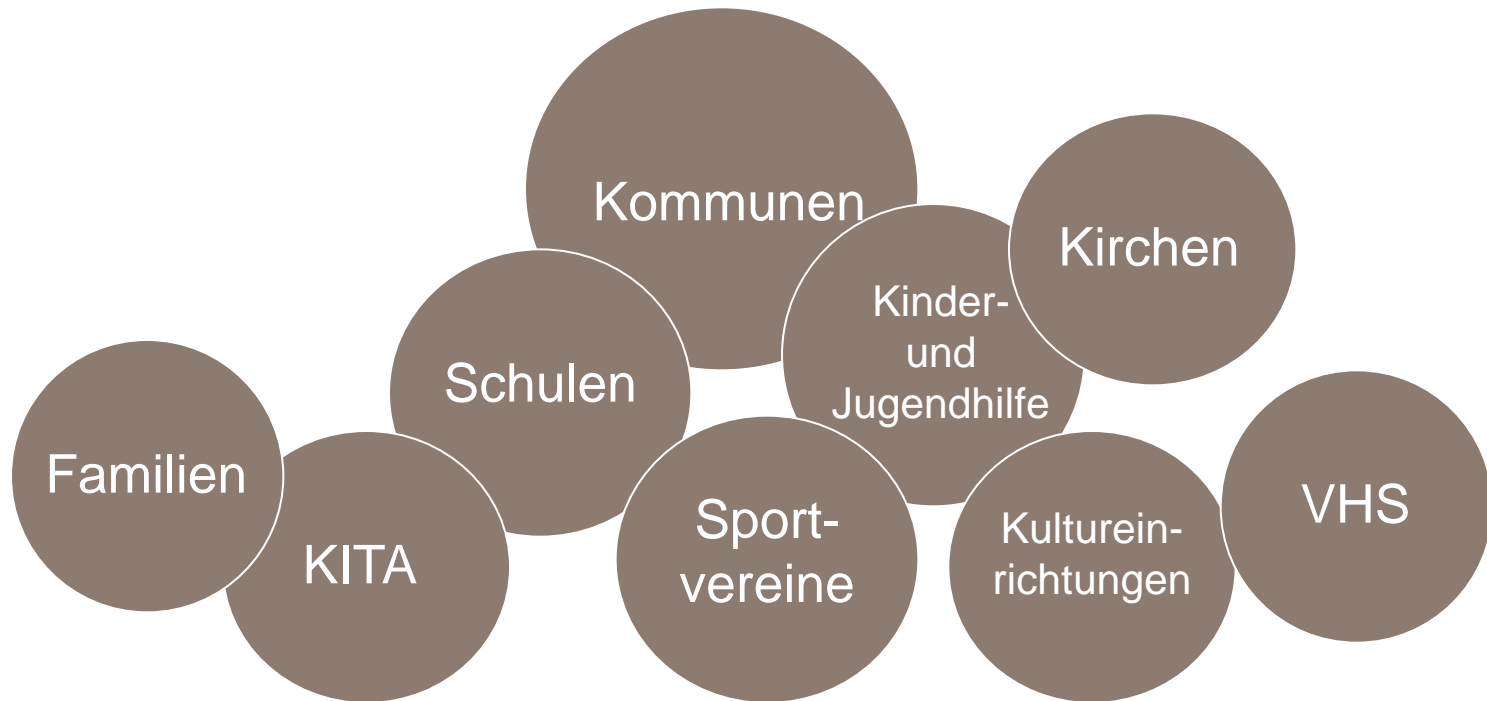 Kommunen
Kirchen
Kinder-
und
Jugendhilfe
Schulen
Familien
KITA
Sport-
vereine
Kulturein-
richtungen
VHS